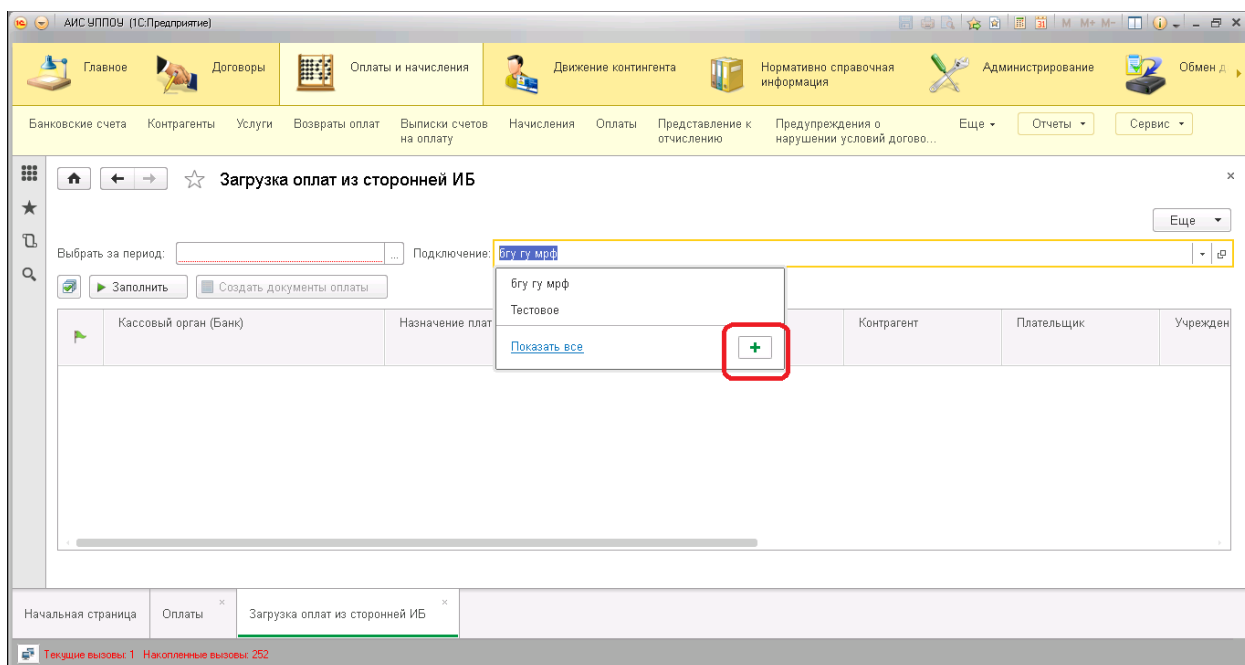 АИС УППОУ (1С:Предприятие)
M M+ M-
Главное
Договоры
Оплаты и начисления
Движение контингента
Нормативно справочная
информация
Администрирование
Обмен д
Банковские счета Контрагенты Услуги Возвраты оплат Выписки счетов
на оплату
Начисления Оплаты Представление к
отчислению
Предупреждения о
нарушении условий догово...
Еще Отчеты Сервис
Загрузка оплат из сторонней ИБ
Еще
Выбрать за период: ... Подключение: бгу гу мрф
Заполнить Создать документы оплаты
бгу гу мрф
Тестовое
Показать все
Кассовый орган (Банк) Назначение плат Контрагент Плательщик Учрежден
Начальная страница Оплаты Загрузка оплат из сторонней ИБ
Текущие вызовы: 1 Накопленные вызовы: 252